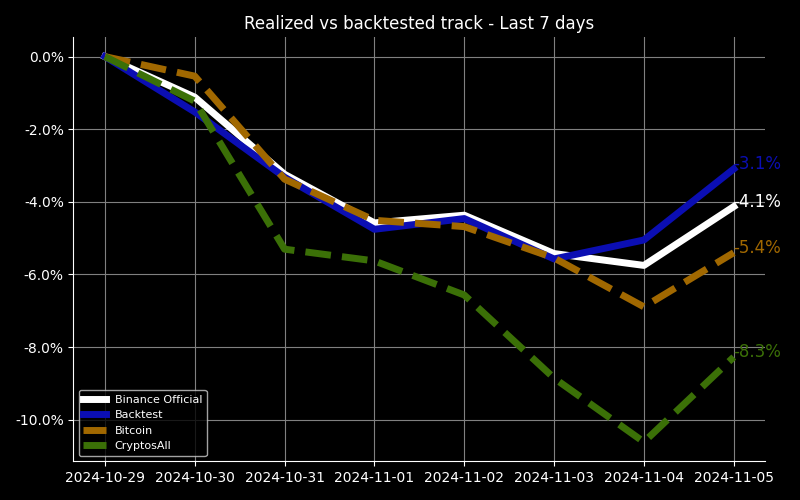 Realized vs backtested track - Last 7 days
0.0%
-2.0%
-4.0%
-6.0%
-8.0%
-10.0%
-3.1%
-4.1%
-5.4%
-8.3%
Binance Official
Backtest
Bitcoin
CryptosAll
2024-10-29 2024-10-30 2024-10-31 2024-11-01 2024-11-02 2024-11-03 2024-11-04 2024-11-05